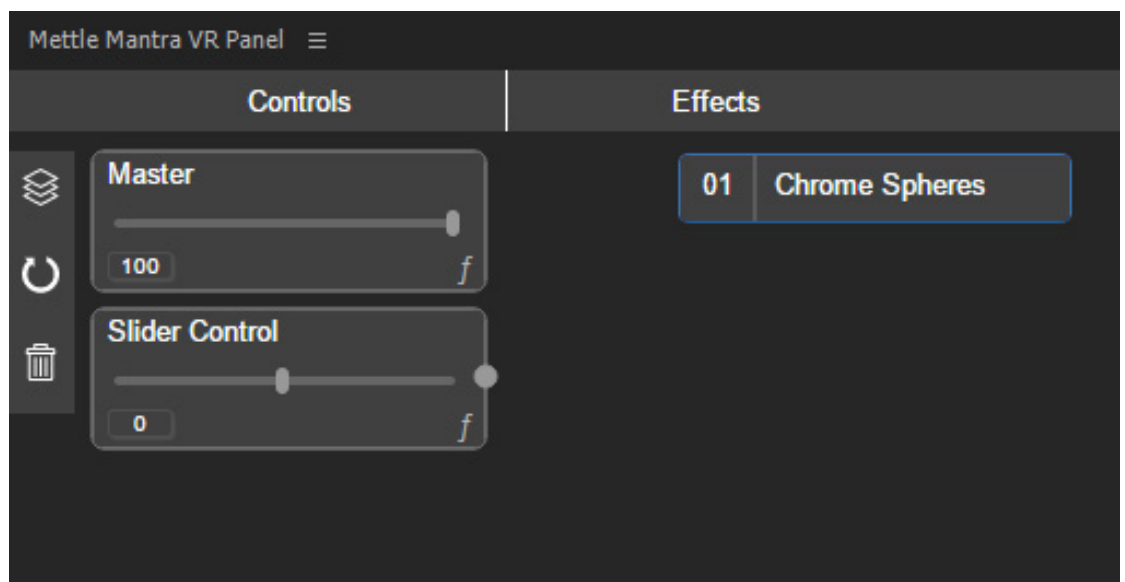 Mettle Mantra VR Panel
Controls
Effects
Master
100
f
Slider Control
0
f
01 Chrome Spheres